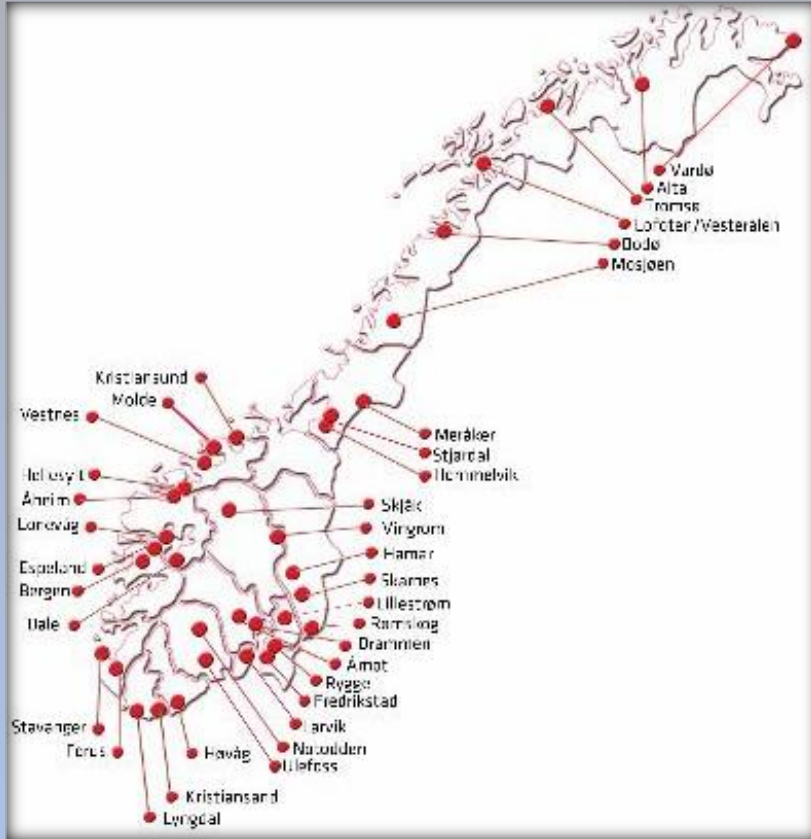 Vardø
Alta
Tromsø
Lofoten/Vesterålen
Bodø
Mosjøen
Kristiansund
Molde
Vestnes
Meråker
Stjørdal
Hommelvik
Hellesylt
Åheim
Lonevåg
Espeland
Bergen
Dale
Skjåk
Vingrom
Hamar
Skarnes
Lillestrøm
Rømskog
Drammen
Åmot
Rygge
Fredrikstad
Larvik
Notodden
Ulefoss
Stavanger
Forus
Høvåg
Kristiansand
Lyngdal